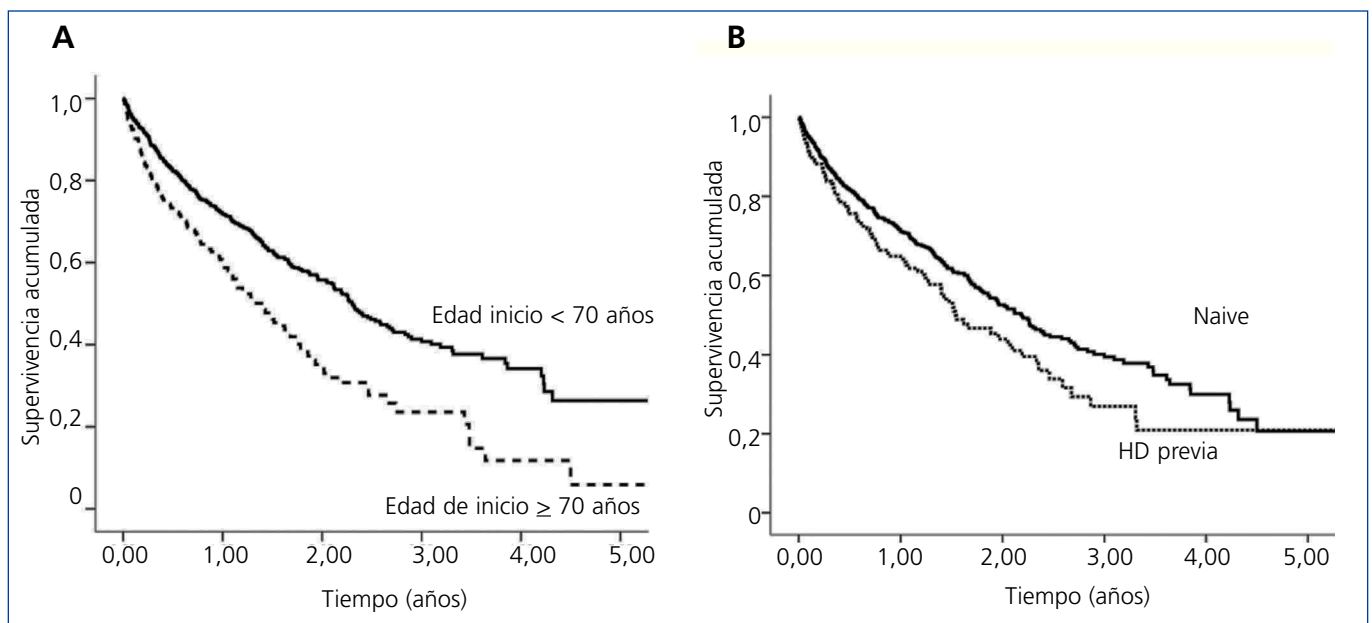 A
Supervivencia acumulada
1,0
0,8
0,6
0,4
0,2
0
Edad inicio < 70 años
Edad de inicio ≥ 70 años
0,00 1,00 2,00 3,00 4,00 5,00
Tiempo (años)
B
Supervivencia acumulada
1,0
0,8
0,6
0,4
0,2
0
Naive
HD previa
0,00 1,00 2,00 3,00 4,00 5,00
Tiempo (años)